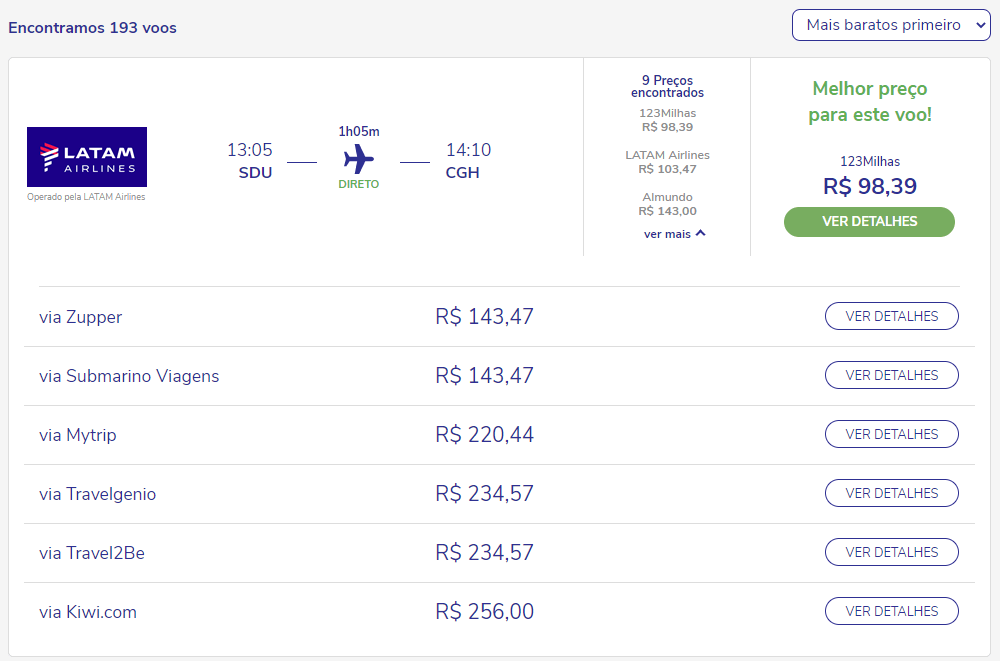 Encontramos 193 voos
Mais baratos primeiro
LATAM
AIRLINES
Operado pela LATAM Airlines
13:05
SDU
1h05m
DIRETO
14:10
CGH
9 Preços
encontrados
123Milhas
R$ 98,39
LATAM Airlines
R$ 103,47
Almundo
R$ 143,00
ver mais
Melhor preço
para este voo!
123Milhas
R$ 98,39
VER DETALHES
via Zupper R$ 143,47 VER DETALHES
via Submarino Viagens R$ 143,47 VER DETALHES
via Mytrip R$ 220,44 VER DETALHES
via Travelgenio R$ 234,57 VER DETALHES
via Travel2Be R$ 234,57 VER DETALHES
via Kiwi.com R$ 256,00 VER DETALHES